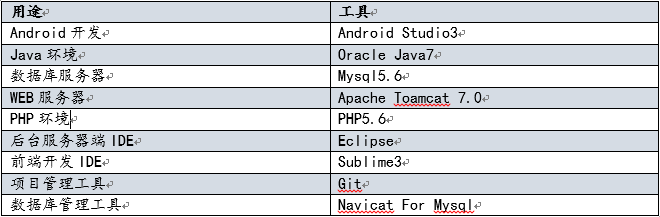 用途 工具
Android 开发 Android Studio3
Java 环境 Oracle Java7
数据库服务器 Mysql5.6
WEB 服务器 Apache Toamcat 7.0
PHP 环境 PHP5.6
后台服务器端 IDE Eclipse
前端开发 IDE Sublime3
项目管理工具 Git
数据库管理工具 Navicat For Mysql